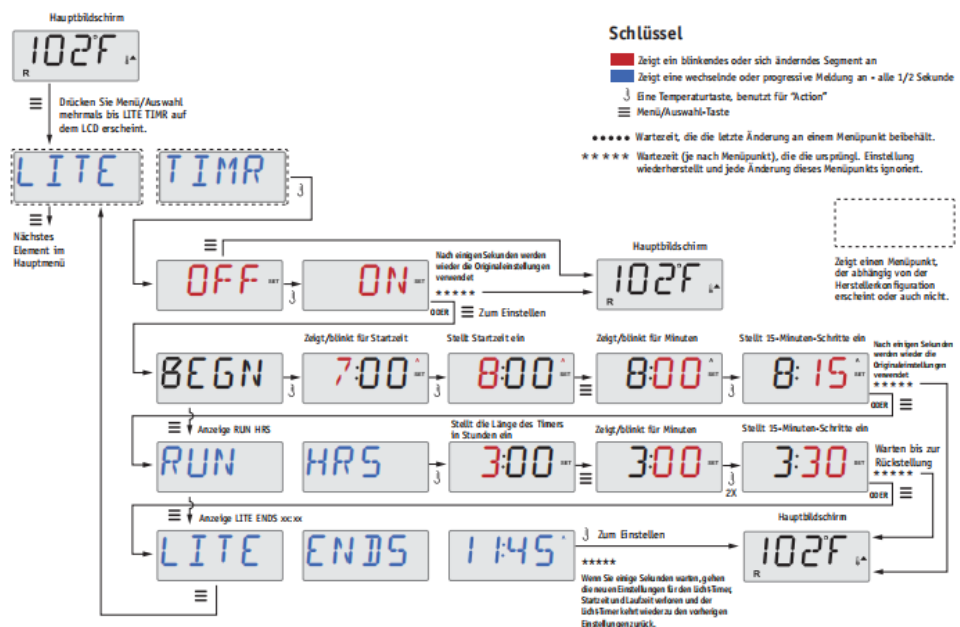 Hauptbildschirm
102°F
R
Drücken Sie Menü/Auswahl
mehrmals bis LITE TIMR auf
dem LCD erscheint.
LITE
TIMR
Nächstes
Element im
Hauptmenü
Schlüssel
Zeigt ein blinkendes oder sich änderndes Segment an
Zeigt eine wechselnde oder progressive Meldung an - alle 1/2 Sekunde
Eine Temperaturtaste, benutzt für "Action"
Menü/Auswahl-Taste
••••• Wartezeit, die die letzte Änderung an einem Menüpunkt beibehält.
***** Wartezeit (je nach Menüpunkt), die die ursprüngl. Einstellung
wiederherstellt und jede Änderung dieses Menüpunkts ignoriert.
Zeigt einen Menüpunkt,
der abhängig von der
Herstellerkonfiguration
erscheint oder auch nicht.
OFF SET
ON SET
Nach einigen Sekunden werden
wieder die Originaleinstellungen
verwendet
*****
ODER
Zum Einstellen
Hauptbildschirm
102°F
R
BEGN
Zeigt/blinkt für Startzeit
7:00 SET
Stellt Startzeit ein
8:00 SET
Zeigt/blinkt für Minuten
8:00 SET
Stellt 15-Minuten-Schritte ein
8:15 SET
Nach einigen Sekunden
werden wieder die
Originaleinstellungen
verwendet
*****
ODER
Anzeige RUN HRS
RUN
HRS
Stellt die Länge des Timers
in Stunden ein
3:00 SET
Zeigt/blinkt für Minuten
3:00 SET
2X
Stellt 15-Minuten-Schritte ein
3:30 SET
Warten bis zur
Rückstellung
*****
ODER
Anzeige LITE ENDS xx:xx
LITE
ENDS
11:45
Zum Einstellen
*****
Wenn Sie einige Sekunden warten, gehen
die neuen Einstellungen für den Licht-Timer,
Startzeit und Laufzeit verloren und der
Licht-Timer kehrt wieder zu den vorherigen
Einstellungen zurück.
Hauptbildschirm
102°F
R